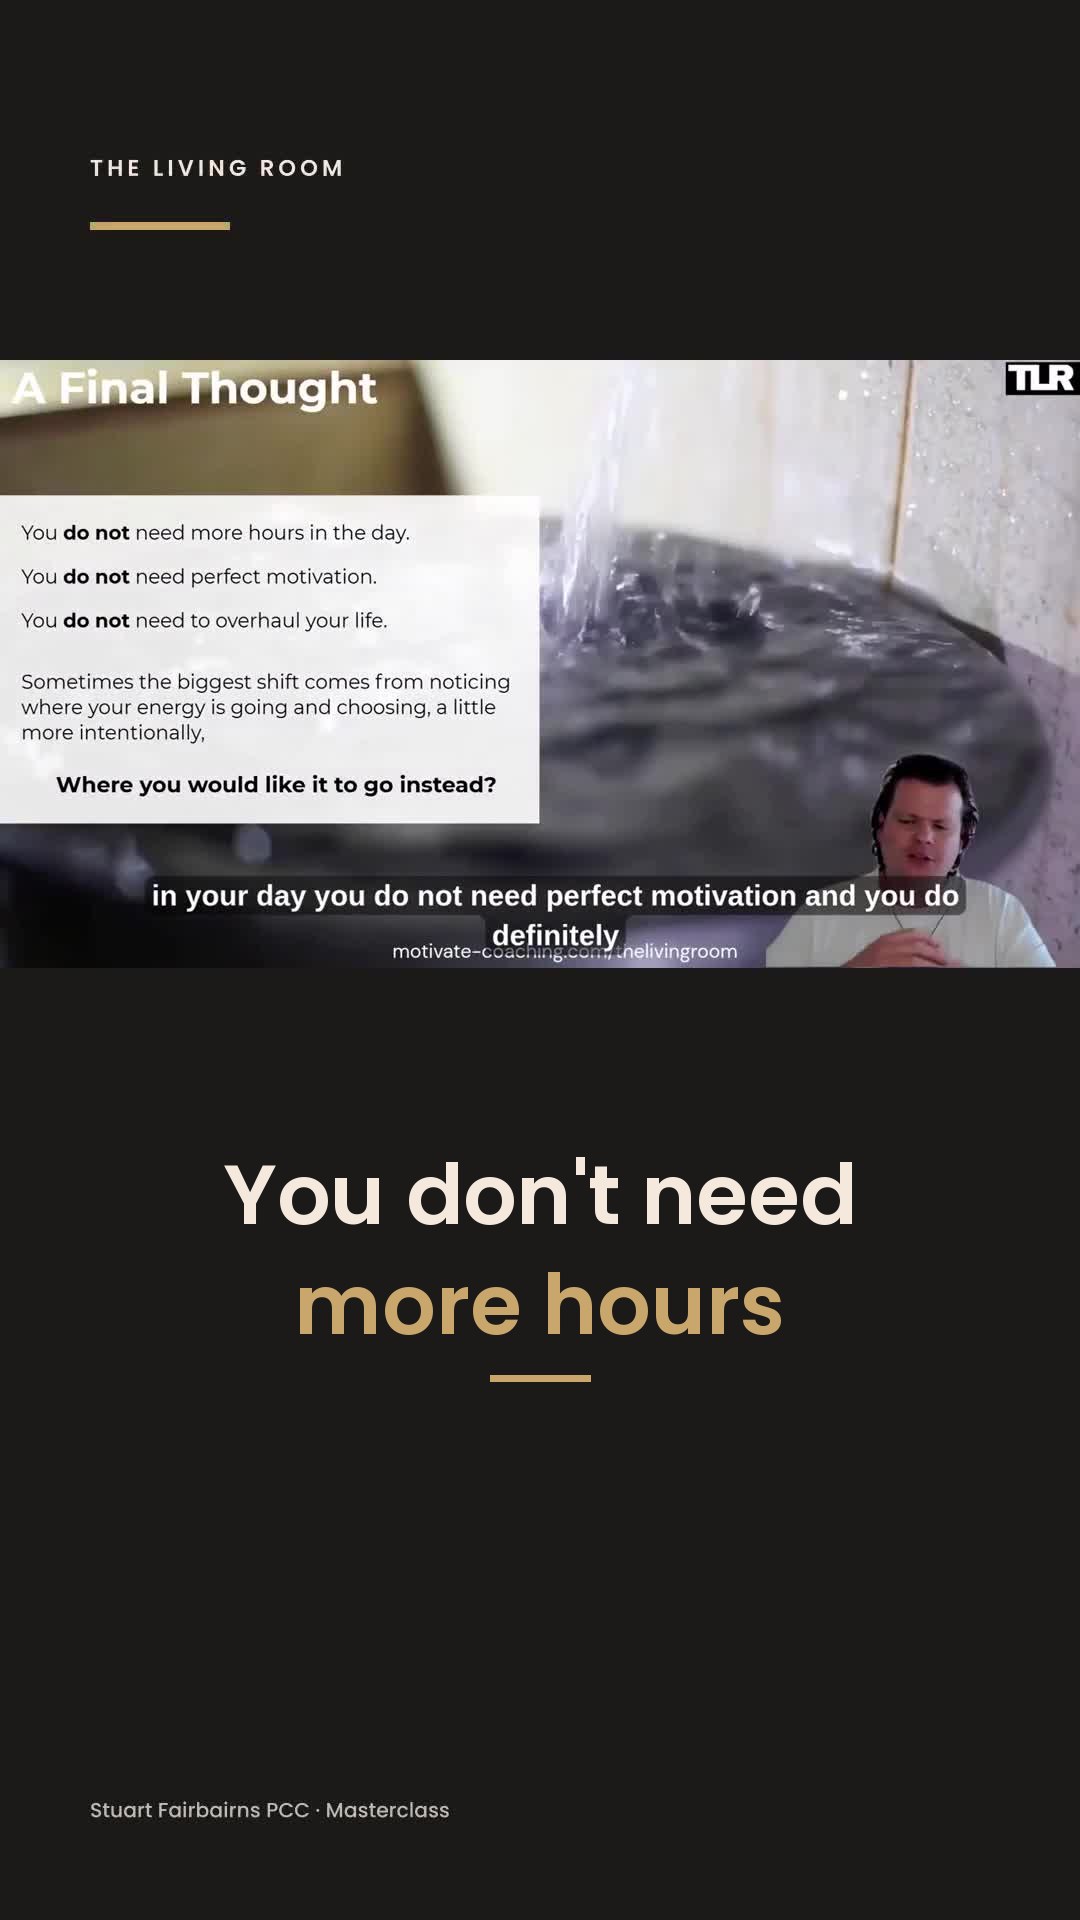 THE LIVING ROOM
A Final Thought
TLR
You do not need more hours in the day.
You do not need perfect motivation.
You do not need to overhaul your life.
Sometimes the biggest shift comes from noticing
where your energy is going and choosing, a little
more intentionally,
Where you would like it to go instead?
in your day you do not need perfect motivation and you do
definitely
motivate-coaching.com/thelivingroom
You don't need
more hours
Stuart Fairbairns PCC · Masterclass